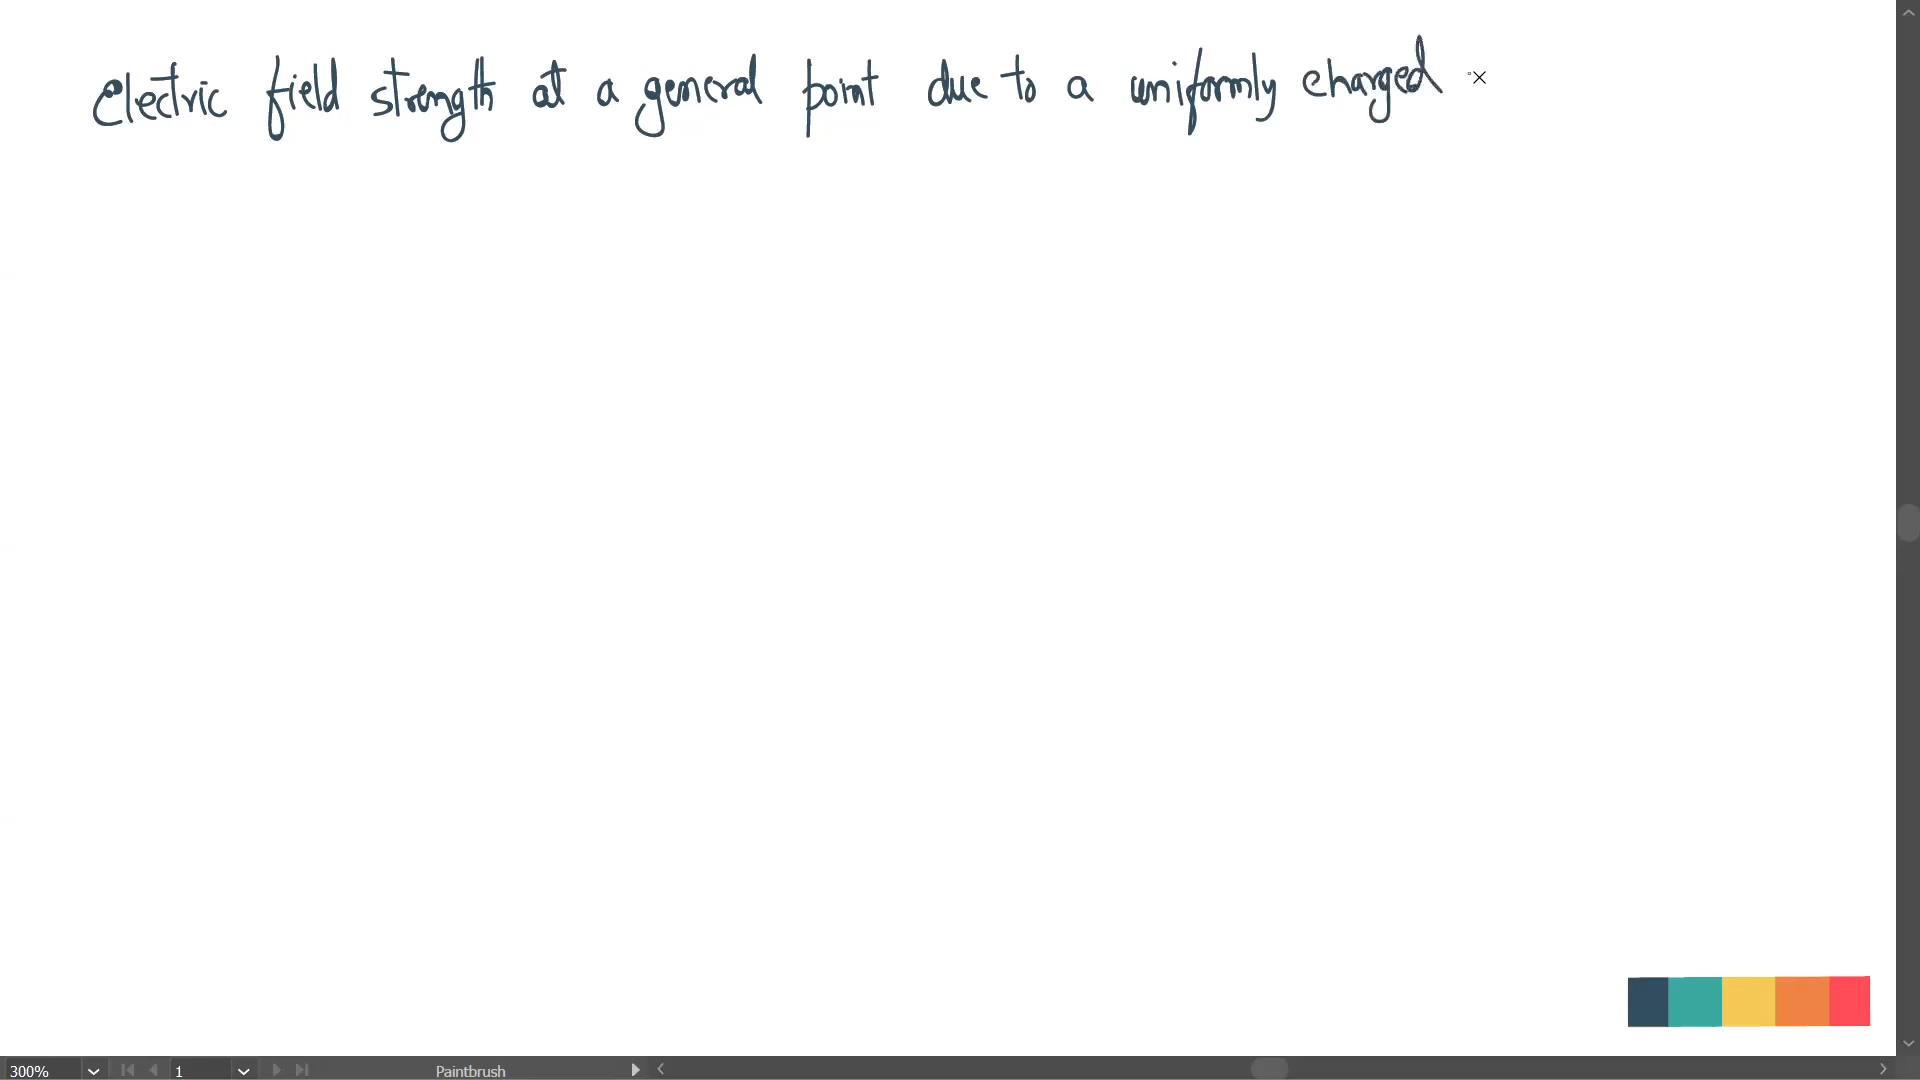 Electric field strength at a general point due to a uniformly charged
300%
1
Paintbrush